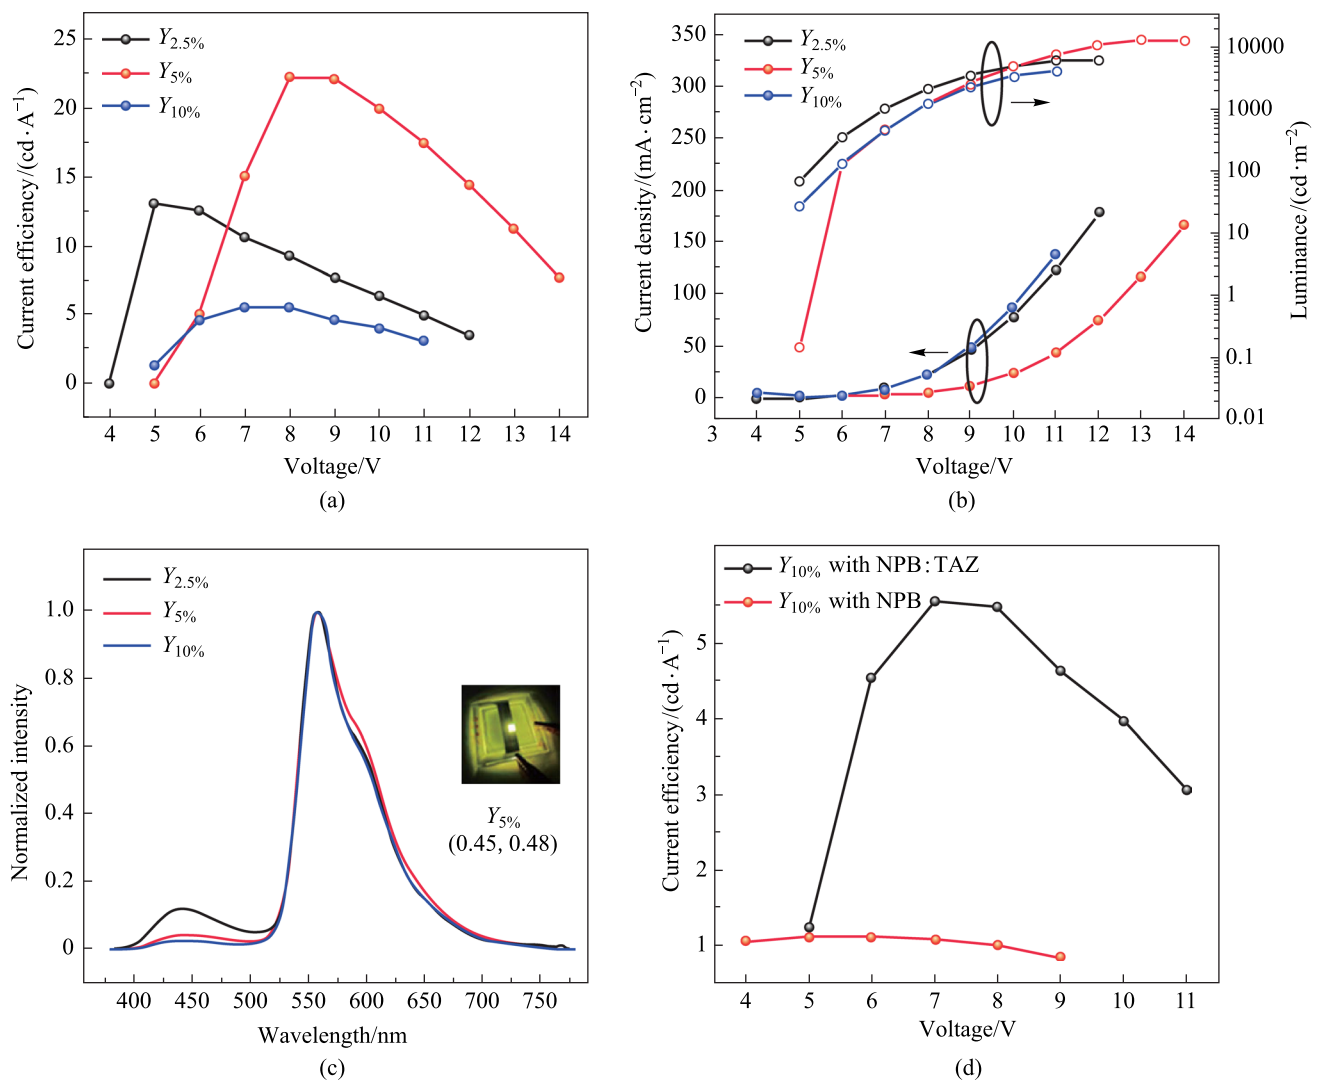 25
20
15
10
5
0
Current efficiency/(cd·A⁻¹)
Y2.5%
Y5%
Y10%
4 5 6 7 8 9 10 11 12 13 14
Voltage/V
(a)
350
300
250
200
150
100
50
0
Current density/(mA·cm⁻²)
Y2.5%
Y5%
Y10%
10000
1000
100
10
1
0.1
0.01
Luminance/(cd·m⁻²)
3 4 5 6 7 8 9 10 11 12 13 14
Voltage/V
(b)
1.0
0.8
0.6
0.4
0.2
0
Normalized intensity
Y2.5%
Y5%
Y10%
Y5%
(0.45, 0.48)
400 450 500 550 600 650 700 750
Wavelength/nm
(c)
Y10% with NPB:TAZ
Y10% with NPB
5
4
3
2
1
Current efficiency/(cd·A⁻¹)
4 5 6 7 8 9 10 11
Voltage/V
(d)